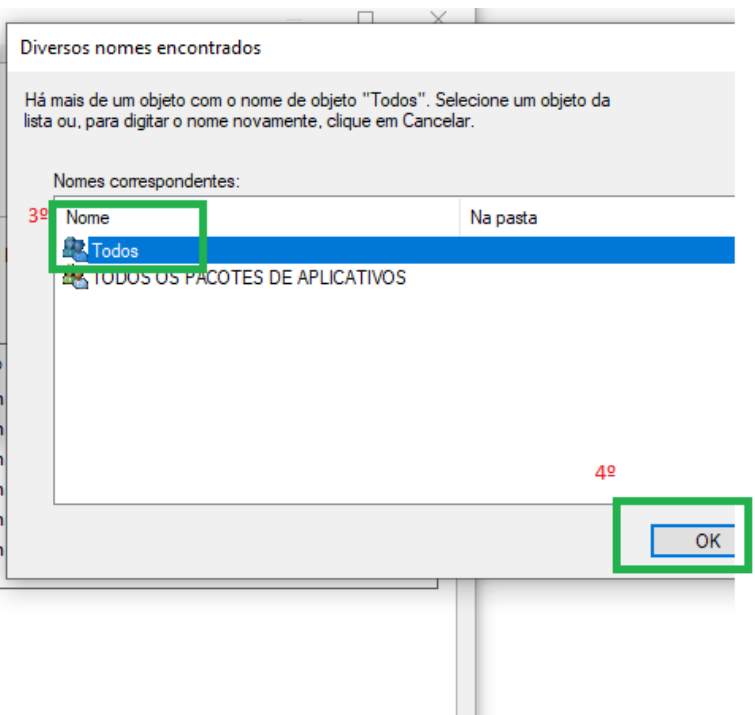 Diversos nomes encontrados
Há mais de um objeto com o nome de objeto "Todos". Selecione um objeto da
lista ou, para digitar o nome novamente, clique em Cancelar.
Nomes correspondentes:
3º Nome Na pasta
Todos
TODOS OS PACOTES DE APLICATIVOS
4º
OK